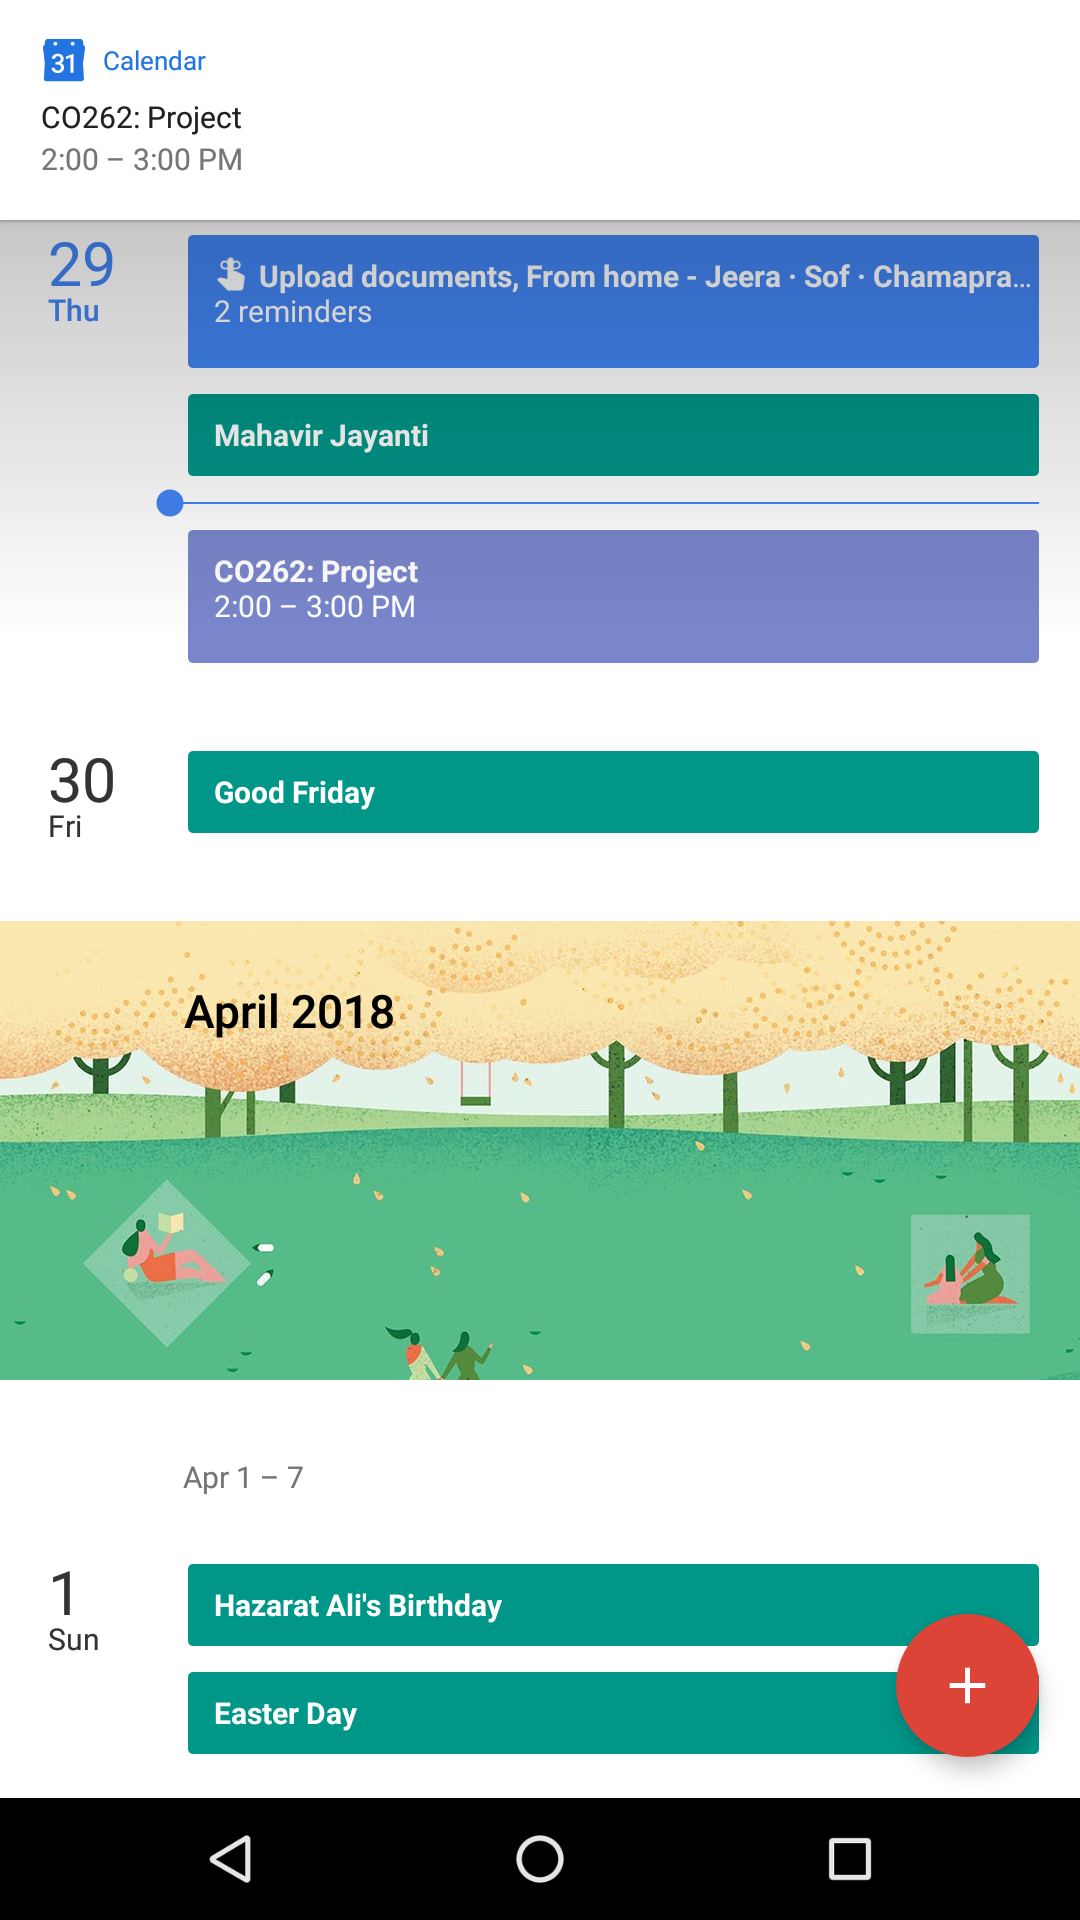 31 Calendar
CO262: Project
2:00 – 3:00 PM
29
Thu
Upload documents, From home - Jeera · Sof · Chamapra...
2 reminders
Mahavir Jayanti
CO262: Project
2:00 – 3:00 PM
30
Fri
Good Friday
April 2018
Apr 1 – 7
1
Sun
Hazarat Ali's Birthday
Easter Day